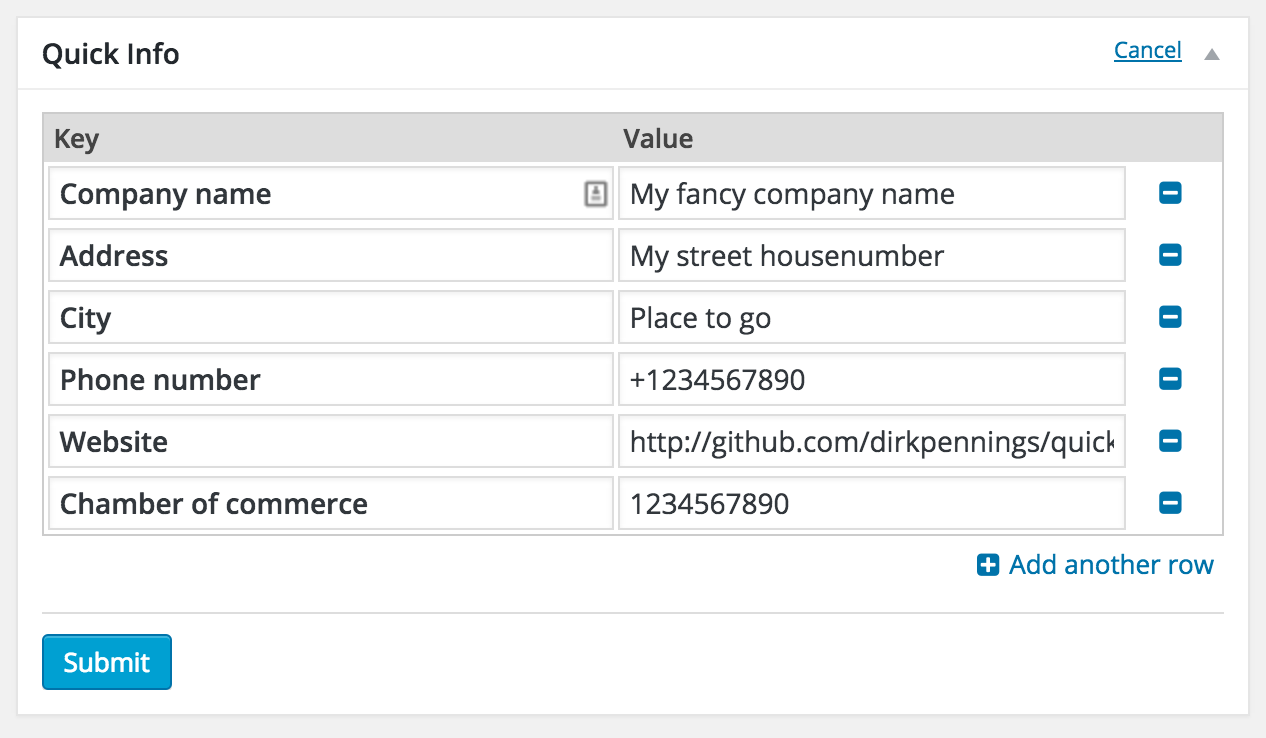 Quick Info
Cancel
Key Value
Company name My fancy company name
Address My street housenumber
City Place to go
Phone number +1234567890
Website http://github.com/dirkpennings/quick
Chamber of commerce 1234567890
Add another row
Submit